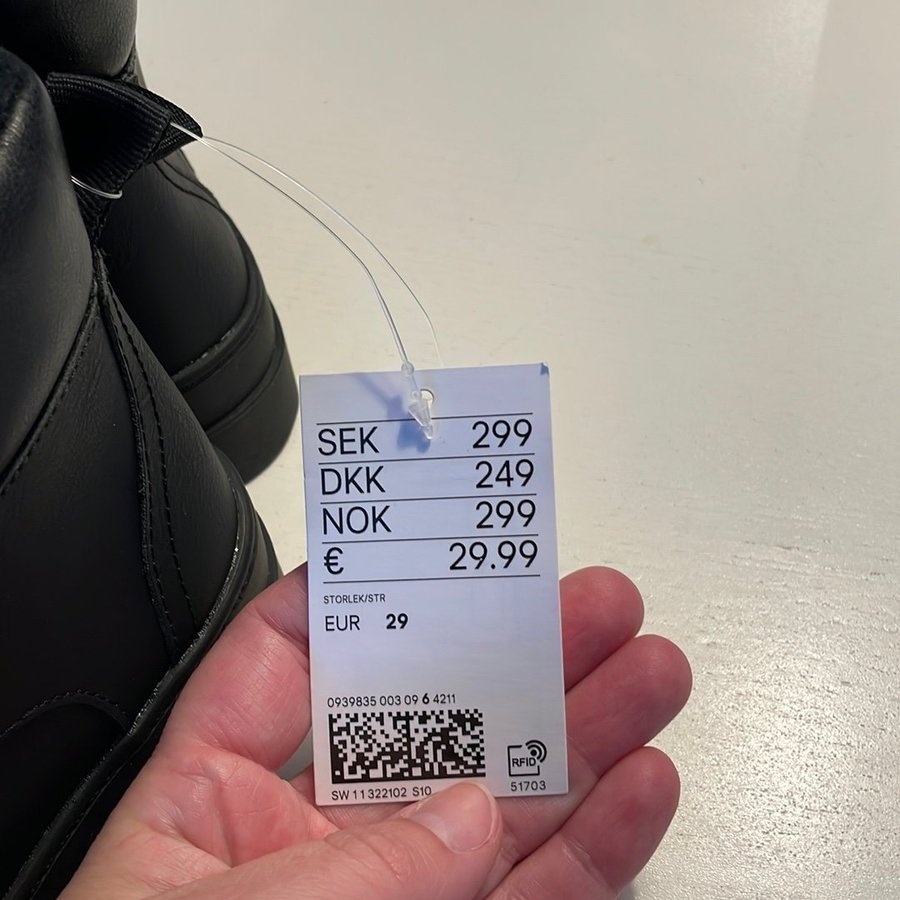 SEK 299
DKK 249
NOK 299
€ 29.99
STORLEK/STR
EUR 29
0939835 003 09 6 4211
RFID
SW 11 322102 S10
51703